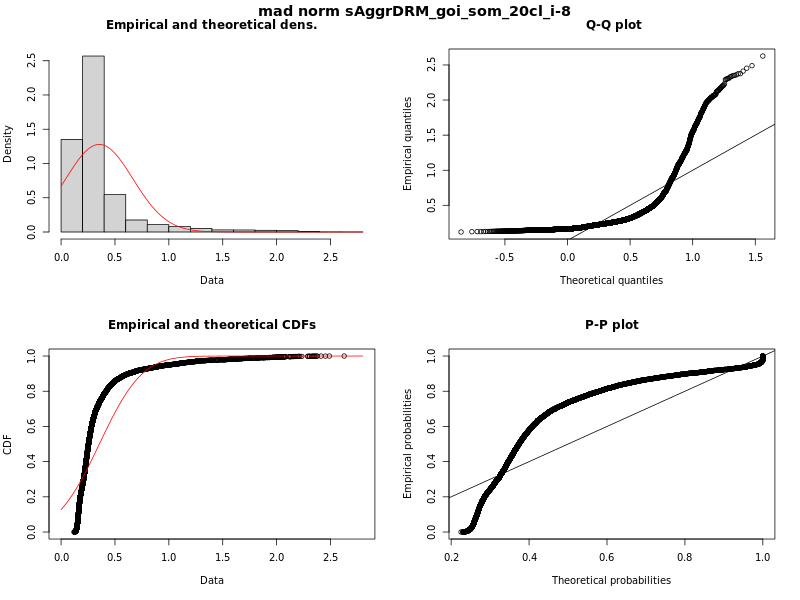 mad norm sAggrDRM_goi_som_20cl_i-8
Empirical and theoretical dens.
Density
0.0 0.5 1.0 1.5 2.0 2.5
0.0 0.5 1.0 1.5 2.0 2.5
Data
Q-Q plot
Empirical quantiles
0.5 1.0 1.5 2.0 2.5
-0.5 0.0 0.5 1.0 1.5
Theoretical quantiles
Empirical and theoretical CDFs
CDF
0.0 0.2 0.4 0.6 0.8 1.0
0.0 0.5 1.0 1.5 2.0 2.5
Data
P-P plot
Empirical probabilities
0.0 0.2 0.4 0.6 0.8 1.0
0.2 0.4 0.6 0.8 1.0
Theoretical probabilities